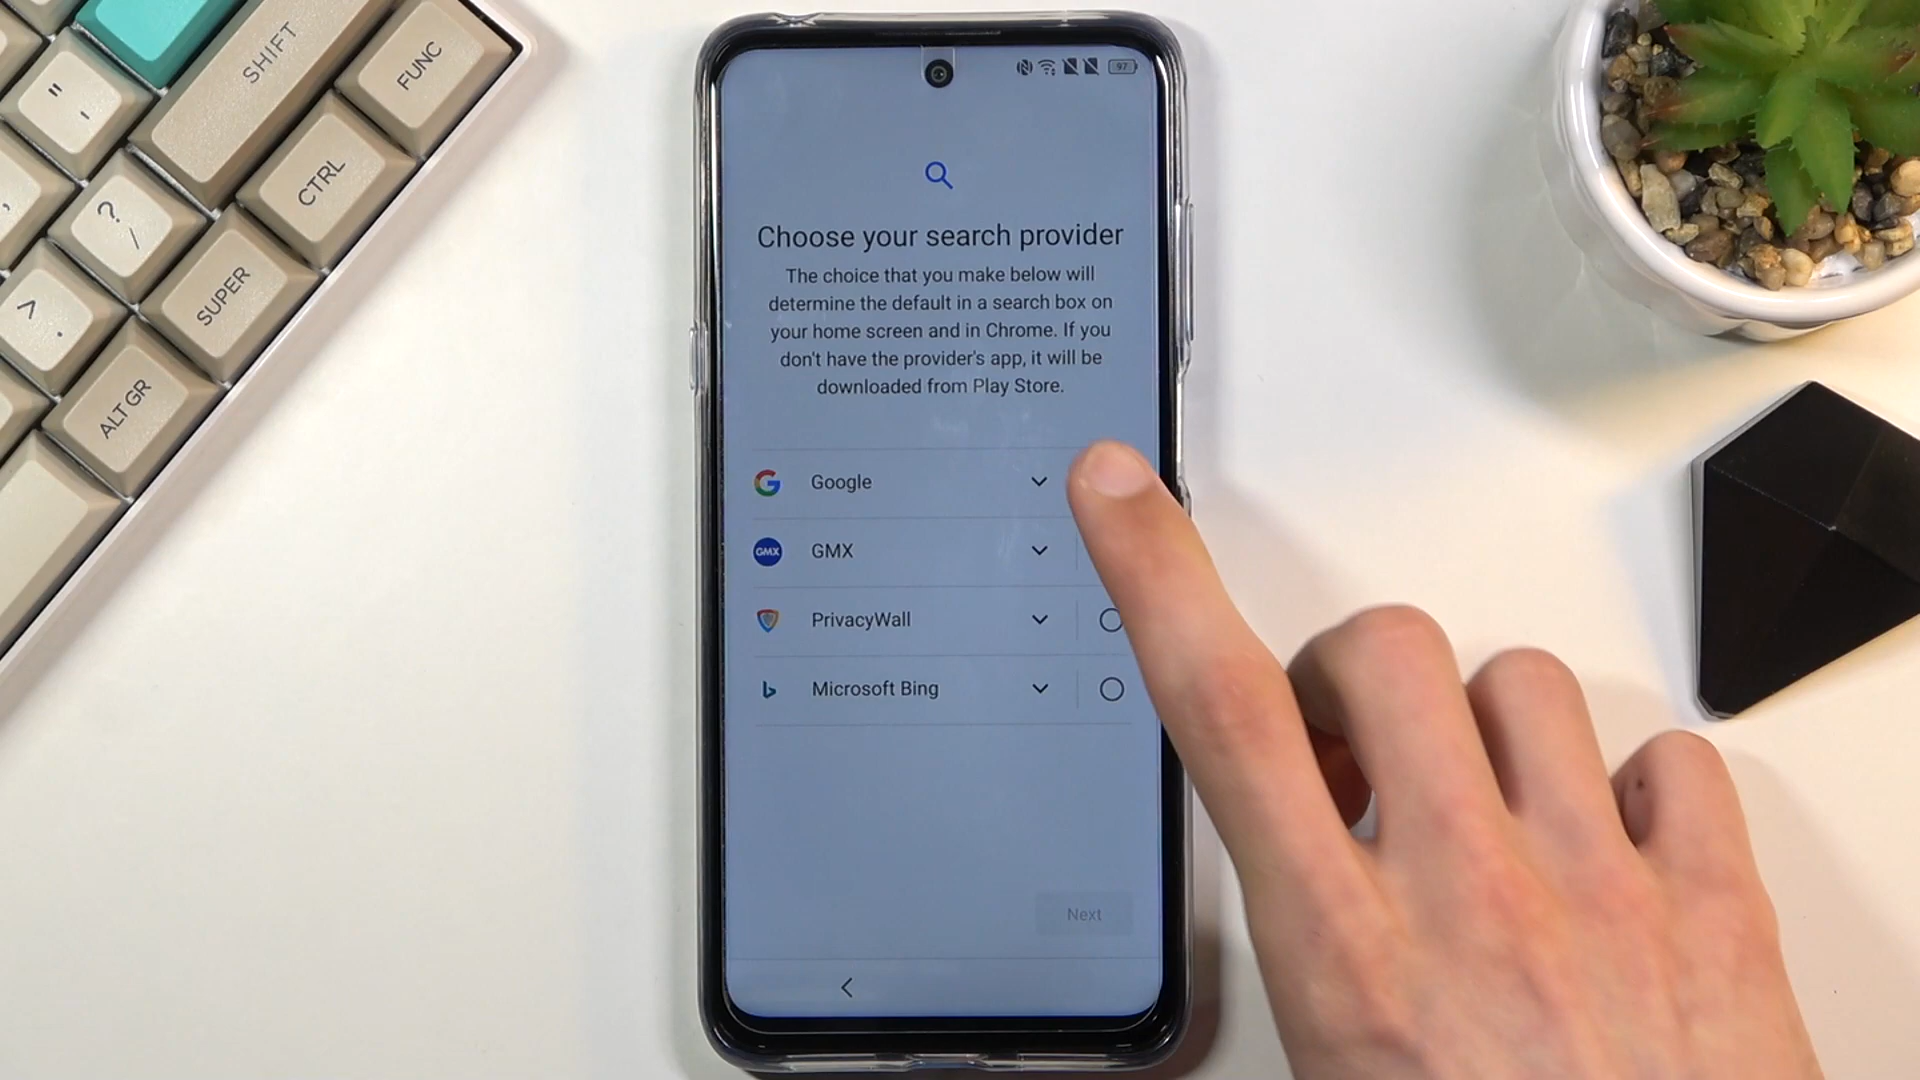 SHIFT
FUNC
"
'
CTRL
?
/
,
SUPER
>
.
ALT GR
97
Choose your search provider
The choice that you make below will
determine the default in a search box on
your home screen and in Chrome. If you
don't have the provider's app, it will be
downloaded from Play Store.
Google
GMX
GMX
PrivacyWall
Microsoft Bing
Next